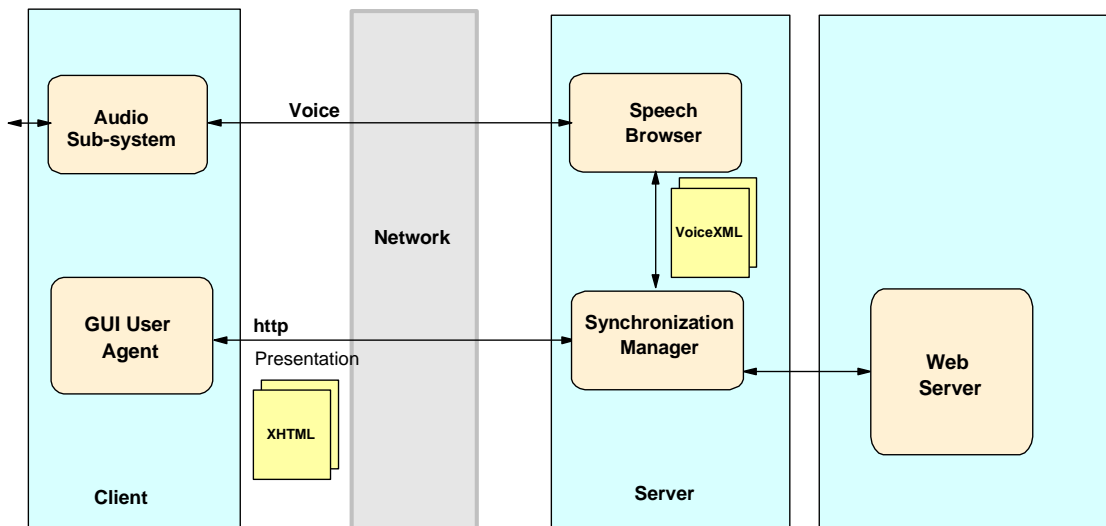 Audio
Sub-system
Voice
Speech
Browser
Network
VoiceXML
GUI User
Agent
http
Presentation
XHTML
Synchronization
Manager
Web
Server
Client
Server